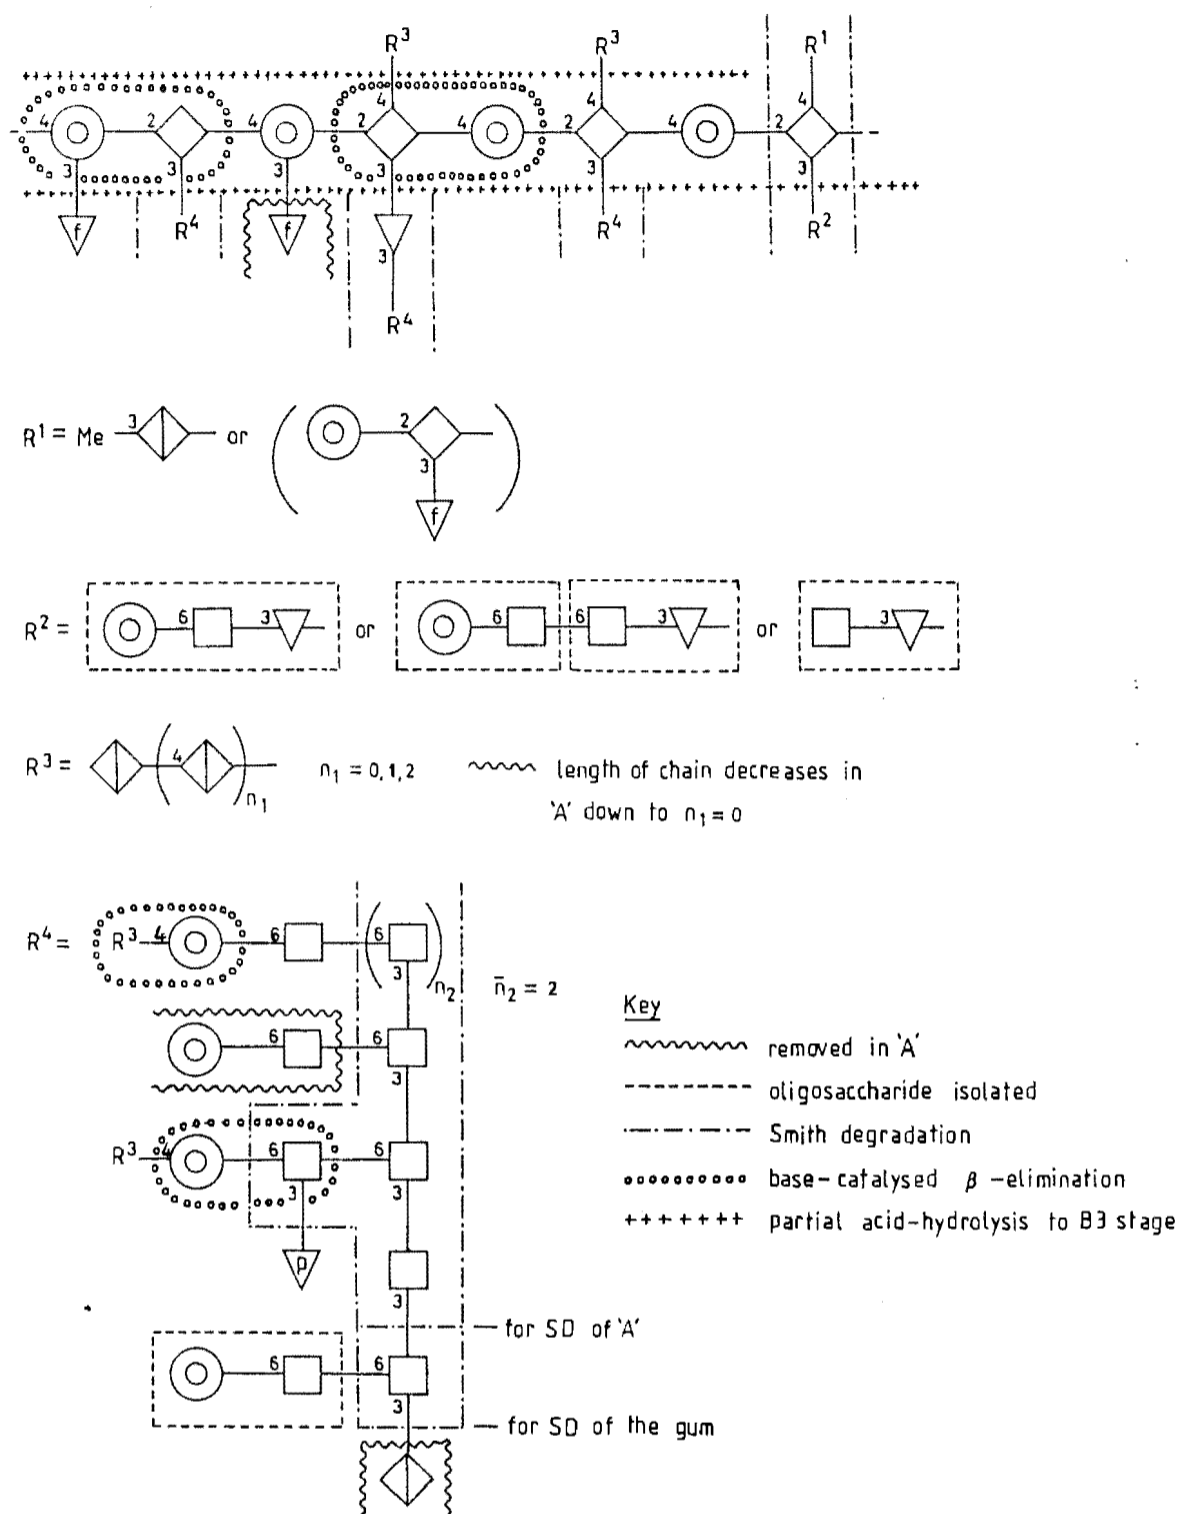 R3 R3 R1
4 4 4
4 2 4 2 4 2 4 2
3 3 3 3 3 3
f R4 f R4 R2
3
R4
R1 = Me 3 or 2
3
f
R2 = 6 3 or 6 6 3 or 3
R3 = 4 n1 n1 = 0,1,2 length of chain decreases in
'A' down to n1 = 0
R4 = R3 4 6 6 n2 n̄2 = 2
3
Key
6 6 removed in 'A'
3
oligosaccharide isolated
Smith degradation
R3 4 6 6
3 3
base-catalysed β-elimination
partial acid-hydrolysis to B3 stage
p
3
for SD of 'A'
6 6
3
for SD of the gum